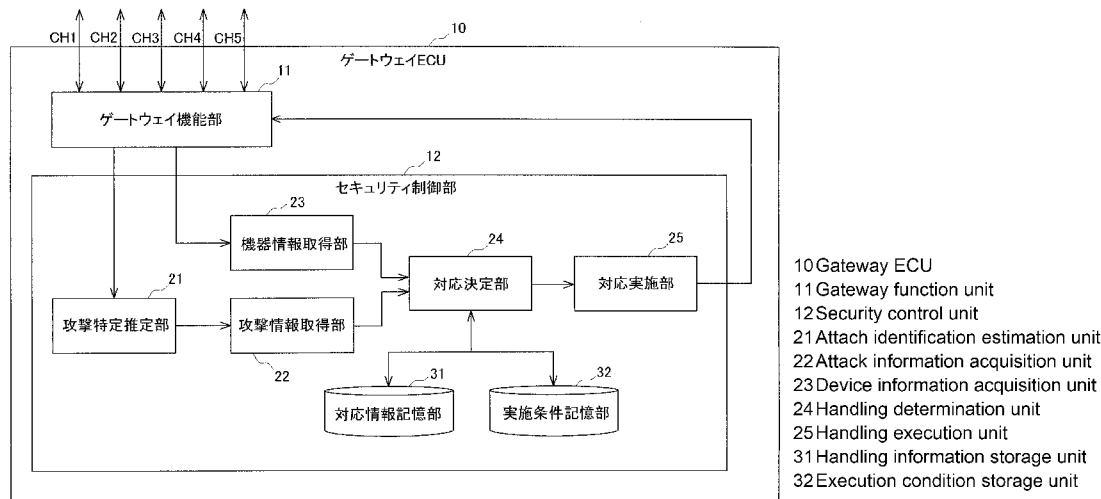 CH1 CH2 CH3 CH4 CH5
10
ゲートウェイECU
11
ゲートウェイ機能部
12
セキュリティ制御部
23
機器情報取得部
24
対応決定部
25
対応実施部
21
攻撃特定推定部
攻撃情報取得部
22
31
対応情報記憶部
32
実施条件記憶部
10 Gateway ECU
11 Gateway function unit
12 Security control unit
21 Attach identification estimation unit
22 Attack information acquisition unit
23 Device information acquisition unit
24 Handling determination unit
25 Handling execution unit
31 Handling information storage unit
32 Execution condition storage unit